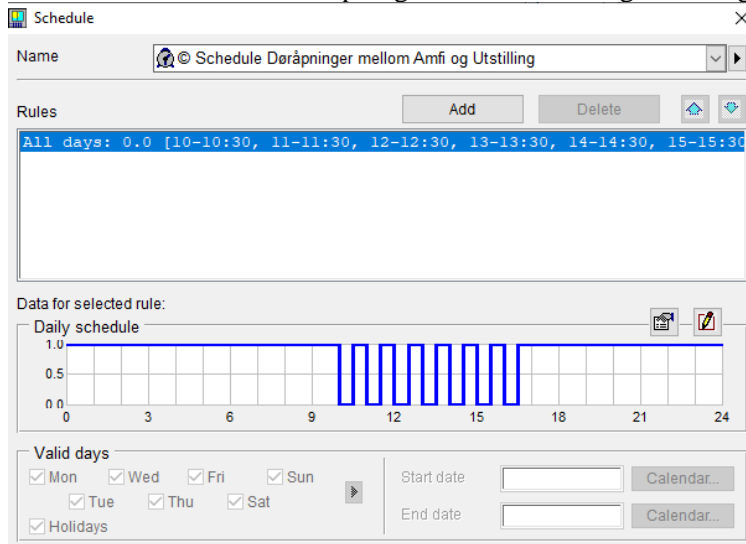 Schedule
Name
© Schedule Døråpninger mellom Amfi og Utstilling
Rules
Add
Delete
All days: 0.0 [10-10:30, 11-11:30, 12-12:30, 13-13:30, 14-14:30, 15-15:30
Data for selected rule:
Daily schedule
1.0
0.5
0.0
0 3 6 9 12 15 18 21 24
Valid days
Mon Wed Fri Sun
Tue Thu Sat
Holidays
Start date
Calendar...
End date
Calendar...